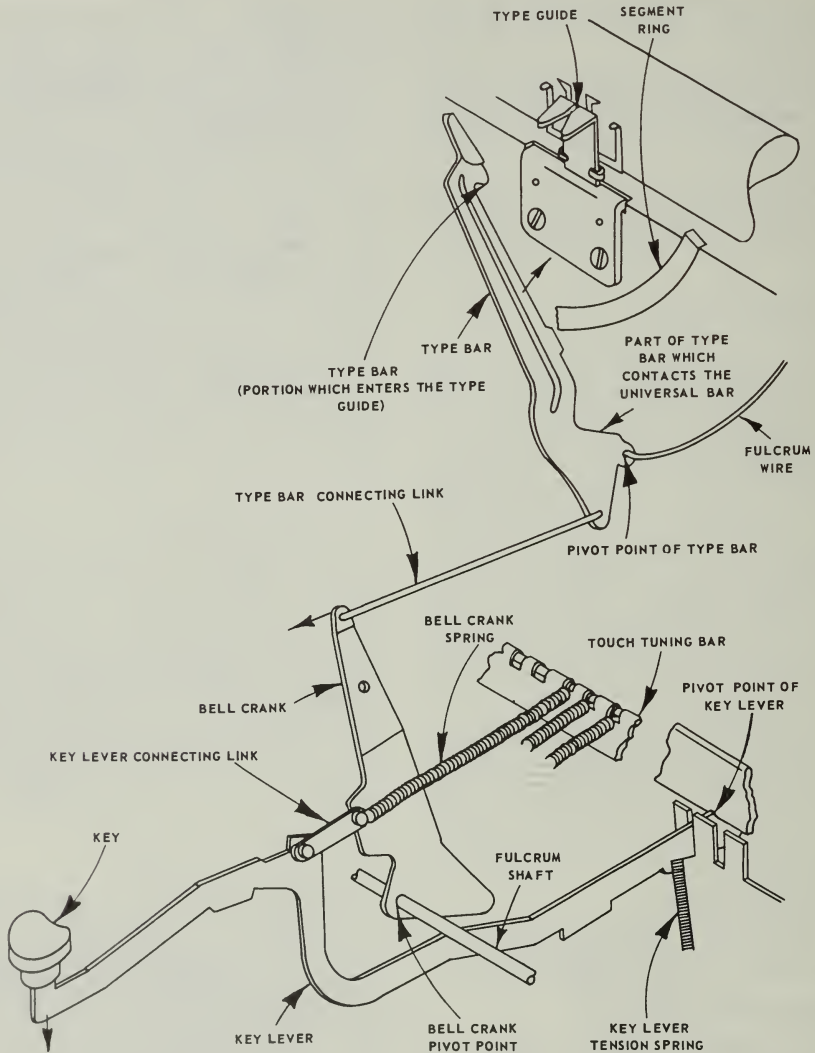 TYPE GUIDE
SEGMENT
RING
TYPE BAR
TYPE BAR
(PORTION WHICH ENTERS THE TYPE
GUIDE)
PART OF TYPE
BAR WHICH
CONTACTS THE
UNIVERSAL BAR
FULCRUM
WIRE
TYPE BAR CONNECTING LINK
PIVOT POINT OF TYPE BAR
BELL CRANK
SPRING
TOUCH TUNING BAR
PIVOT POINT OF
KEY LEVER
BELL CRANK
KEY LEVER CONNECTING LINK
KEY
FULCRUM
SHAFT
KEY LEVER
BELL CRANK
PIVOT POINT
KEY LEVER
TENSION SPRING